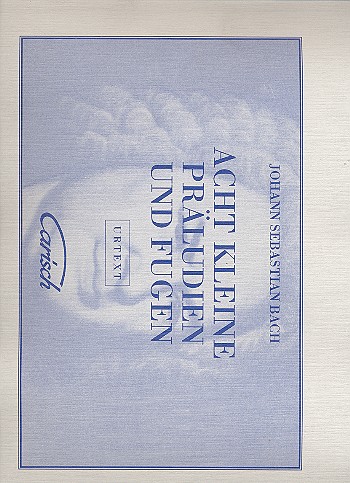 JOHANN SEBASTIAN BACH
ACHT KLEINE
PRÄLUDIEN
UND FUGEN
URTEXT
Carisch